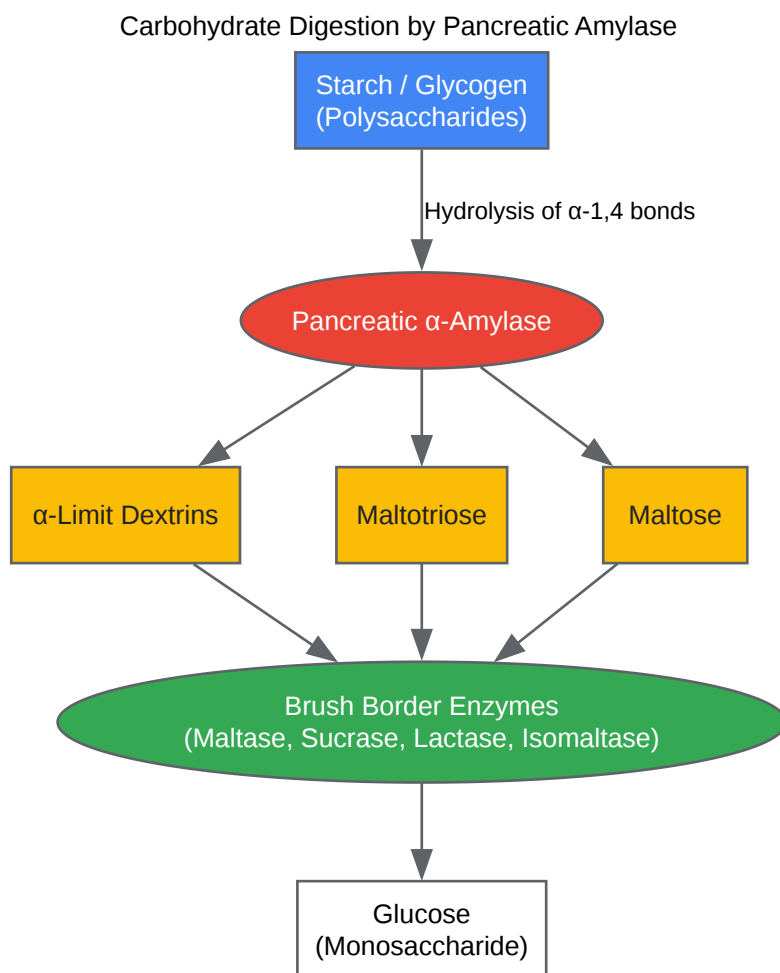 Carbohydrate Digestion by Pancreatic Amylase
Starch / Glycogen
(Polysaccharides)
Hydrolysis of α-1,4 bonds
Pancreatic α-Amylase
α-Limit Dextrins
Maltotriose
Maltose
Brush Border Enzymes
(Maltase, Sucrase, Lactase, Isomaltase)
Glucose
(Monosaccharide)